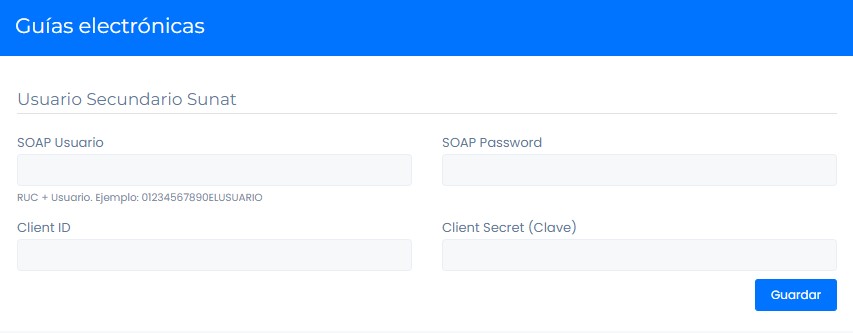 Guías electrónicas
Usuario Secundario Sunat
SOAP Usuario
SOAP Password
RUC + Usuario. Ejemplo: 01234567890ELUSUARIO
Client ID
Client Secret (Clave)
Guardar